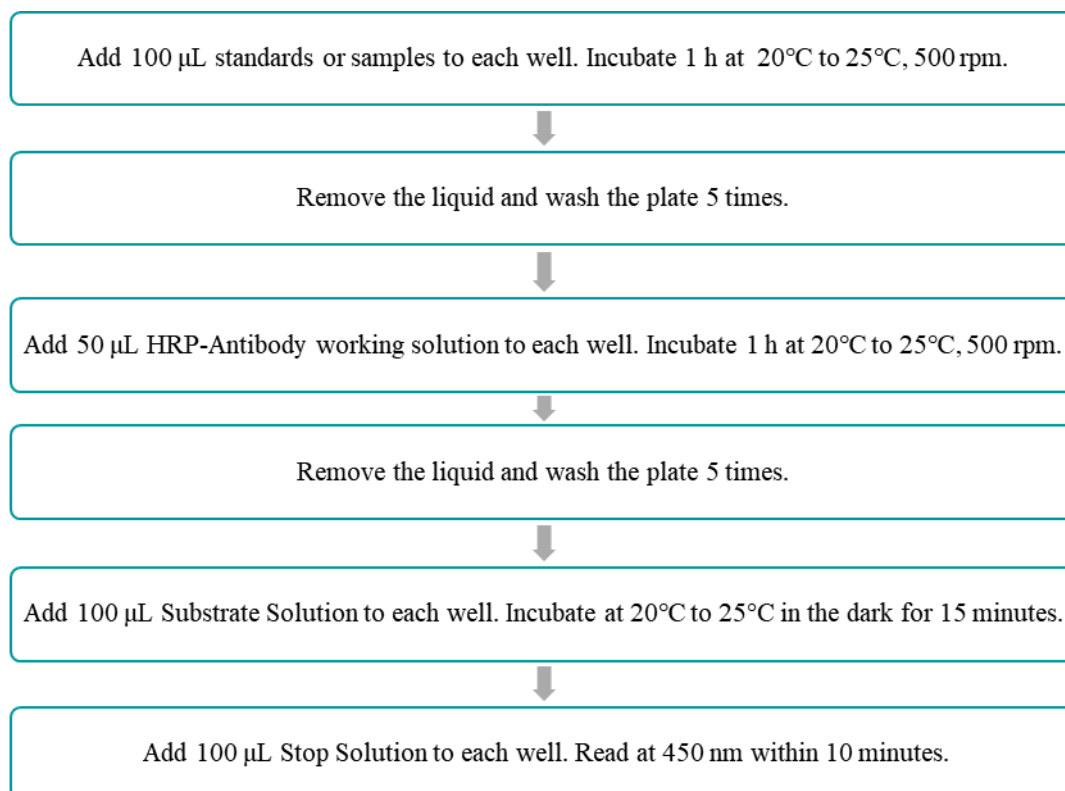 Add 100 μL standards or samples to each well. Incubate 1 h at 20℃ to 25℃, 500 rpm.
Remove the liquid and wash the plate 5 times.
Add 50 μL HRP-Antibody working solution to each well. Incubate 1 h at 20℃ to 25℃, 500 rpm.
Remove the liquid and wash the plate 5 times.
Add 100 μL Substrate Solution to each well. Incubate at 20℃ to 25℃ in the dark for 15 minutes.
Add 100 μL Stop Solution to each well. Read at 450 nm within 10 minutes.